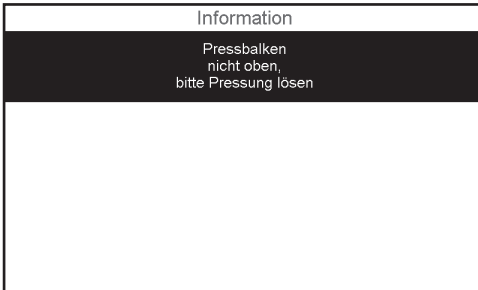 Information
Pressbalken
nicht oben,
bitte Pressung lösen